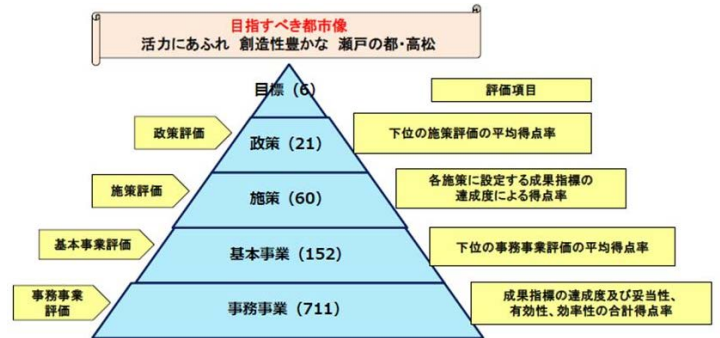 目指すべき都市像
活力にあふれ 創造性豊かな 瀬戸の都・高松
目標（6）
評価項目
政策評価
政策（21）
下位の施策評価の平均得点率
施策評価
施策（60）
各施策に設定する成果指標の
達成度による得点率
基本事業評価
基本事業（152）
下位の事務事業評価の平均得点率
事務事業
評価
事務事業（711）
成果指標の達成度及び妥当性、
有効性、効率性の合計得点率